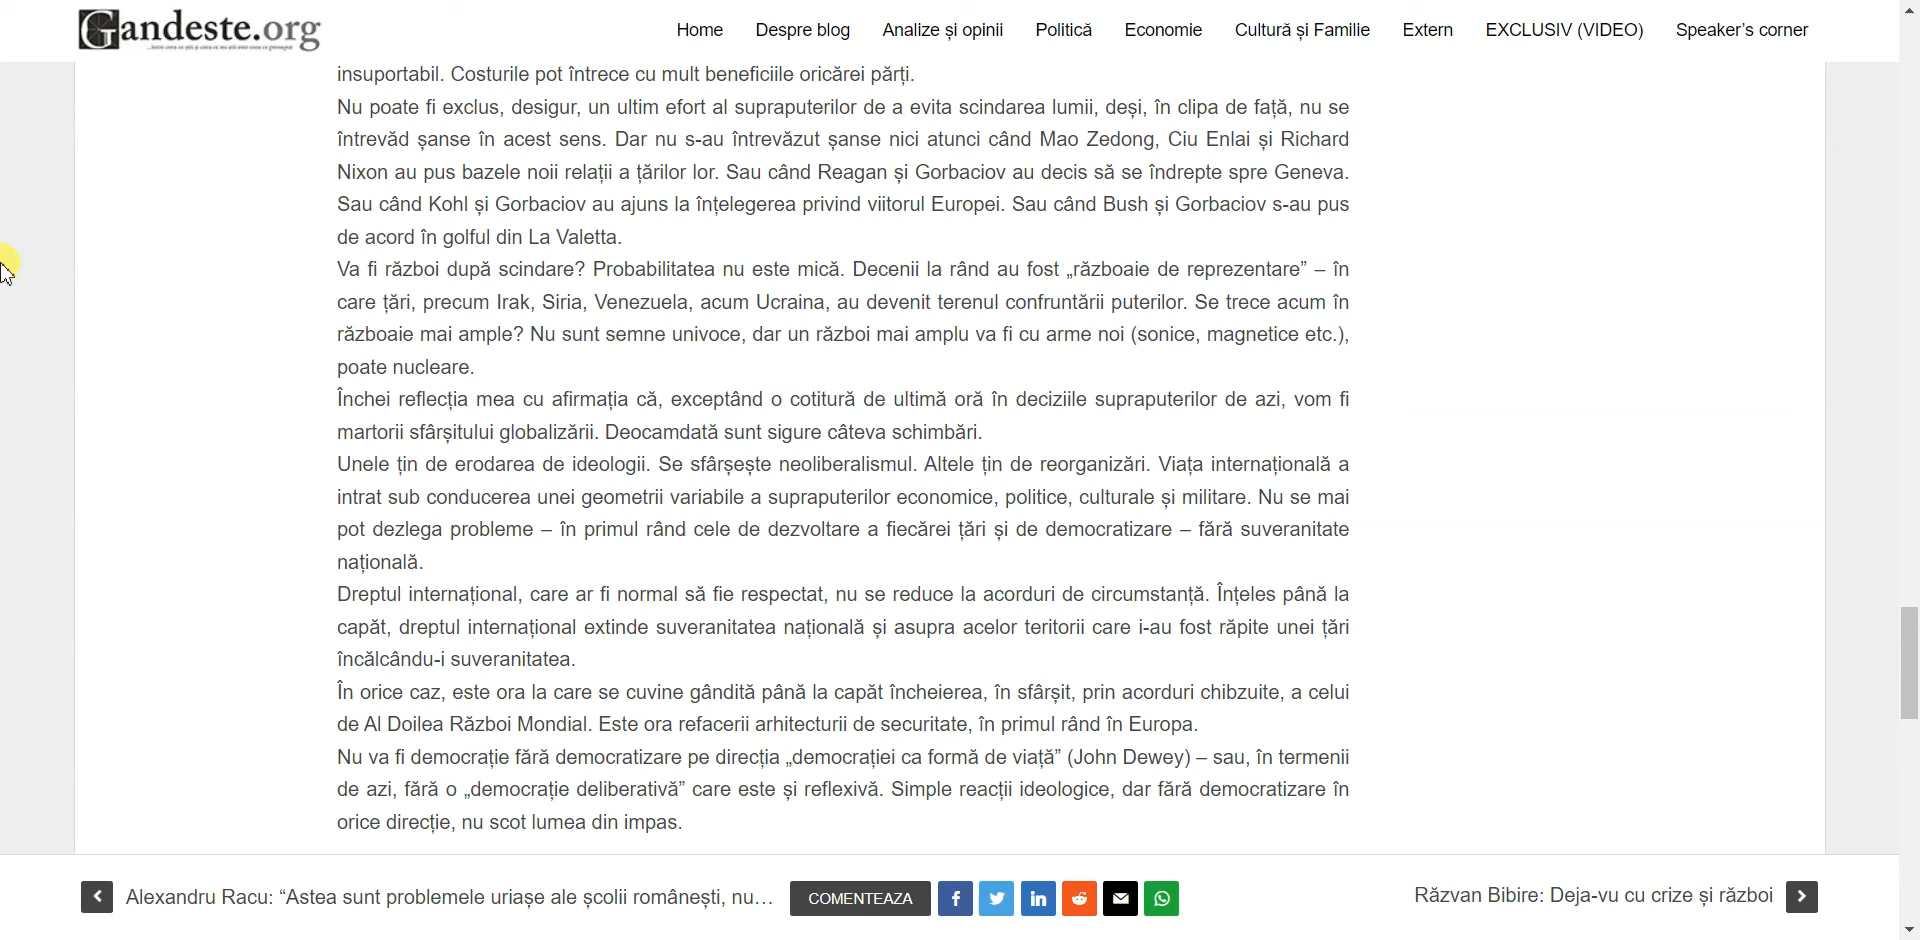 Gandeste.org
Home Despre blog Analize și opinii Politică Economie Cultură și Familie Extern EXCLUSIV (VIDEO) Speaker’s corner
insuportabil. Costurile pot întrece cu mult beneficiile oricărei părți.
Nu poate fi exclus, desigur, un ultim efort al supraputerilor de a evita scindarea lumii, deși, în clipa de față, nu se
întrevăd șanse în acest sens. Dar nu s-au întrevăzut șanse nici atunci când Mao Zedong, Ciu Enlai și Richard
Nixon au pus bazele noii relații a țărilor lor. Sau când Reagan și Gorbaciov au decis să se îndrepte spre Geneva.
Sau când Kohl și Gorbaciov au ajuns la înțelegerea privind viitorul Europei. Sau când Bush și Gorbaciov s-au pus
de acord în golful din La Valetta.
Va fi război după scindare? Probabilitatea nu este mică. Decenii la rând au fost „războaie de reprezentare” – în
care țări, precum Irak, Siria, Venezuela, acum Ucraina, au devenit terenul confruntării puterilor. Se trece acum în
războaie mai ample? Nu sunt semne univoce, dar un război mai amplu va fi cu arme noi (sonice, magnetice etc.),
poate nucleare.
Închei reflecția mea cu afirmația că, exceptând o cotitură de ultimă oră în deciziile supraputerilor de azi, vom fi
martorii sfârșitului globalizării. Deocamdată sunt sigure câteva schimbări.
Unele țin de erodarea de ideologii. Se sfârșește neoliberalismul. Altele țin de reorganizări. Viața internațională a
intrat sub conducerea unei geometrii variabile a supraputerilor economice, politice, culturale și militare. Nu se mai
pot dezlega probleme – în primul rând cele de dezvoltare a fiecărei țări și de democratizare – fără suveranitate
națională.
Dreptul internațional, care ar fi normal să fie respectat, nu se reduce la acorduri de circumstanță. Înțeles până la
capăt, dreptul internațional extinde suveranitatea națională și asupra acelor teritorii care i-au fost răpite unei țări
încălcându-i suveranitatea.
În orice caz, este ora la care se cuvine gândită până la capăt încheierea, în sfârșit, prin acorduri chibzuite, a celui
de Al Doilea Război Mondial. Este ora refacerii arhitecturii de securitate, în primul rând în Europa.
Nu va fi democrație fără democratizare pe direcția „democrației ca formă de viață” (John Dewey) – sau, în termenii
de azi, fără o „democrație deliberativă” care este și reflexivă. Simple reacții ideologice, dar fără democratizare în
orice direcție, nu scot lumea din impas.
Alexandru Racu: “Astea sunt problemele uriașe ale școlii românești, nu... COMENTEAZA Răzvan Bibire: Deja-vu cu crize și război